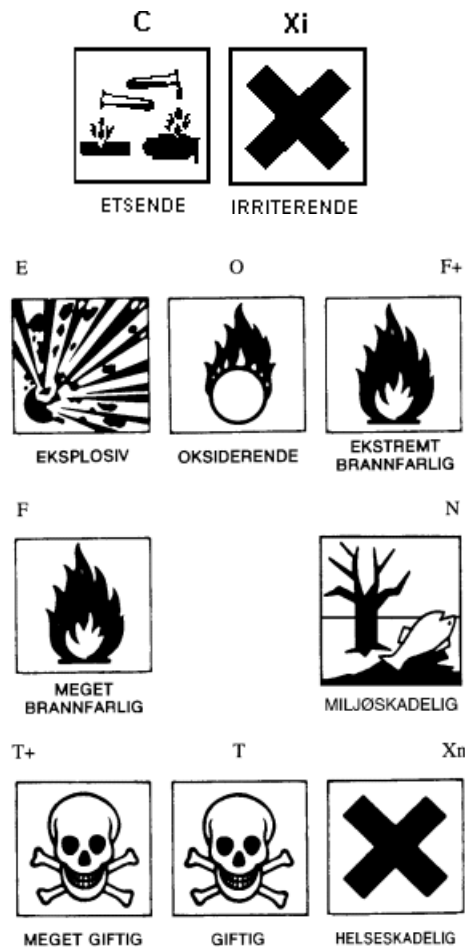 C Xi
ETSENDE IRRITERENDE
E O F+
EKSPLOSIV OKSIDERENDE EKSTREMT
BRANNFARLIG
F N
MEGET
BRANNFARLIG MILJØSKADELIG
T+ T Xn
MEGET GIFTIG GIFTIG HELSESKADELIG